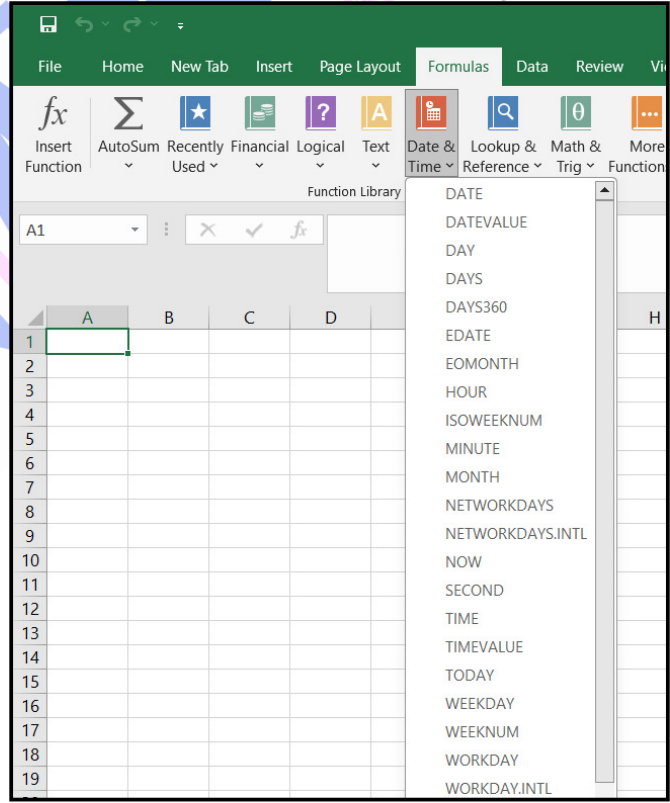 File Home New Tab Insert Page Layout Formulas Data Review Vi
fx
Insert Function
AutoSum
Recently Used
Financial
Logical
?
Text
A
Date & Time
Lookup & Reference
Math & Trig
θ
More Function
Function Library
A1
fx
A B C D H
1
2
3
4
5
6
7
8
9
10
11
12
13
14
15
16
17
18
19
DATE
DATEVALUE
DAY
DAYS
DAYS360
EDATE
EOMONTH
HOUR
ISOWEEKNUM
MINUTE
MONTH
NETWORKDAYS
NETWORKDAYS.INTL
NOW
SECOND
TIME
TIMEVALUE
TODAY
WEEKDAY
WEEKNUM
WORKDAY
WORKDAY.INTL